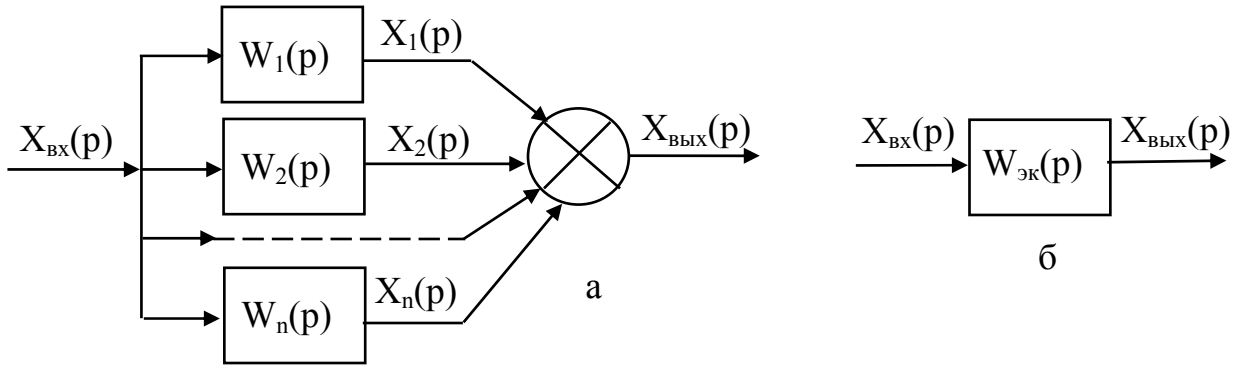 W₁(p)
X₁(p)
Xвх(p)
W₂(p)
X₂(p)
Xвых(p)
Wₙ(p)
Xₙ(p)
а
Xвх(p)
Wэк(p)
Xвых(p)
б